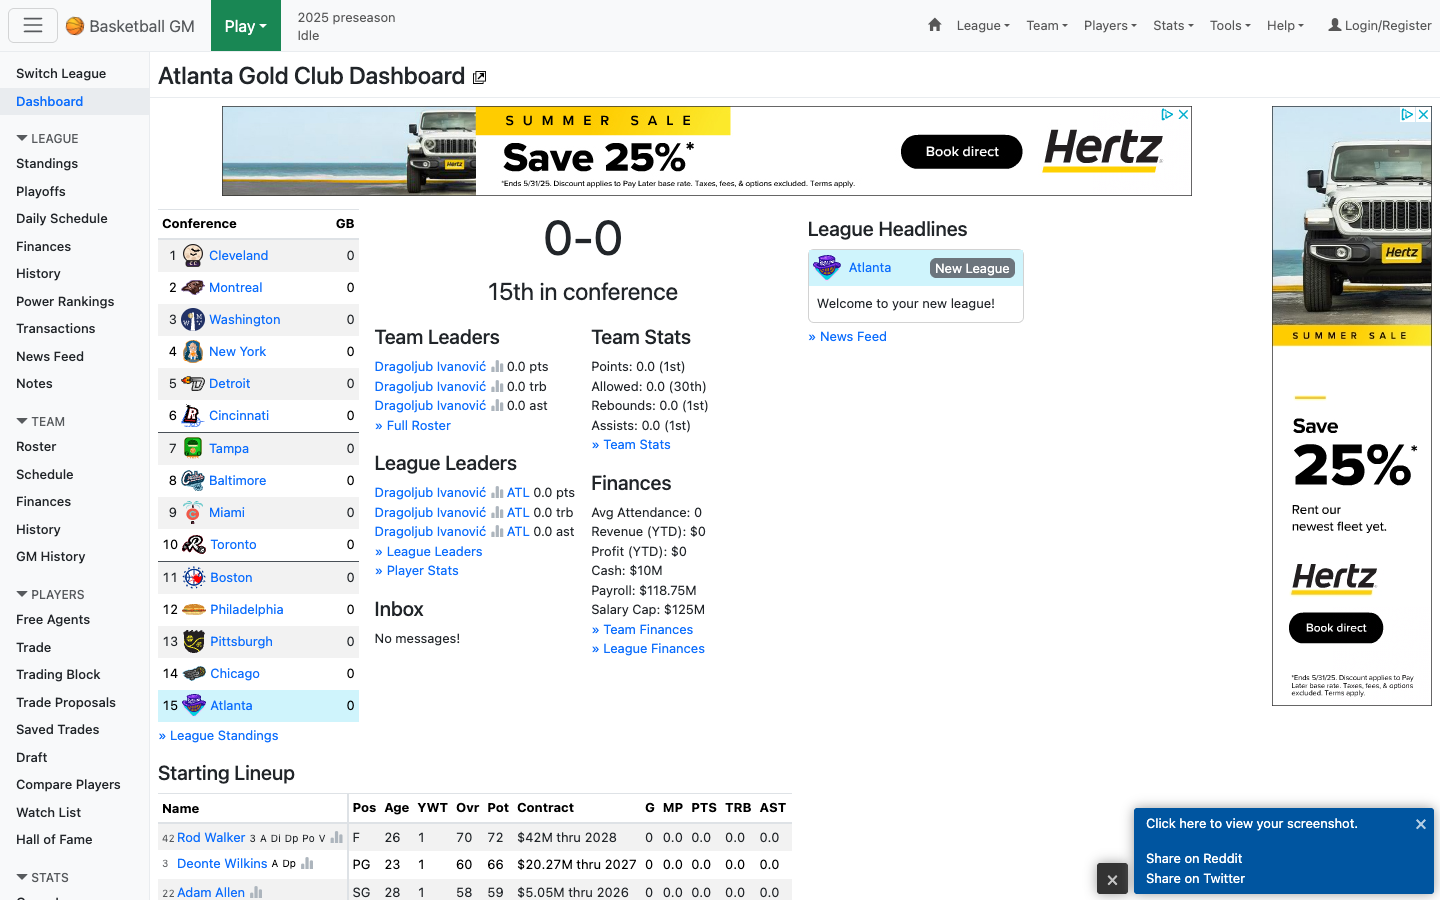 Basketball GM
Play
2025 preseason
Idle
League
Team
Players
Stats
Tools
Help
Login/Register
Switch League
Dashboard
LEAGUE
Standings
Playoffs
Daily Schedule
Finances
History
Power Rankings
Transactions
News Feed
Notes
TEAM
Roster
Schedule
Finances
History
GM History
PLAYERS
Free Agents
Trade
Trading Block
Trade Proposals
Saved Trades
Draft
Compare Players
Watch List
Hall of Fame
STATS
Atlanta Gold Club Dashboard
SUMMER SALE
Save 25%*
*Ends 5/31/25. Discount applies to Pay Later base rate. Taxes, fees, & options excluded. Terms apply.
Book direct
Hertz
Hertz
Conference GB
1 Cleveland 0
2 Montreal 0
3 Washington 0
4 New York 0
5 Detroit 0
6 Cincinnati 0
7 Tampa 0
8 Baltimore 0
9 Miami 0
10 Toronto 0
11 Boston 0
12 Philadelphia 0
13 Pittsburgh 0
14 Chicago 0
15 Atlanta 0
» League Standings
0-0
15th in conference
Team Leaders
Dragoljub Ivanović 0.0 pts
Dragoljub Ivanović 0.0 trb
Dragoljub Ivanović 0.0 ast
» Full Roster
League Leaders
Dragoljub Ivanović ATL 0.0 pts
Dragoljub Ivanović ATL 0.0 trb
Dragoljub Ivanović ATL 0.0 ast
» League Leaders
» Player Stats
Inbox
No messages!
Team Stats
Points: 0.0 (1st)
Allowed: 0.0 (30th)
Rebounds: 0.0 (1st)
Assists: 0.0 (1st)
» Team Stats
Finances
Avg Attendance: 0
Revenue (YTD): $0
Profit (YTD): $0
Cash: $10M
Payroll: $118.75M
Salary Cap: $125M
» Team Finances
» League Finances
League Headlines
Atlanta New League
Welcome to your new league!
» News Feed
Starting Lineup
Name Pos Age YWT Ovr Pot Contract G MP PTS TRB AST
42 Rod Walker 3 A Di Dp Po V F 26 1 70 72 $42M thru 2028 0 0.0 0.0 0.0 0.0
3 Deonte Wilkins A Dp PG 23 1 60 66 $20.27M thru 2027 0 0.0 0.0 0.0 0.0
22 Adam Allen SG 28 1 58 59 $5.05M thru 2026 0 0.0 0.0 0.0 0.0
Hertz
SUMMER SALE
Save
25%*
Rent our
newest fleet yet.
Hertz
Book direct
*Ends 5/31/25. Discount applies to Pay
Later base rate. Taxes, fees, & options
excluded. Terms apply.
Click here to view your screenshot.
Share on Reddit
Share on Twitter